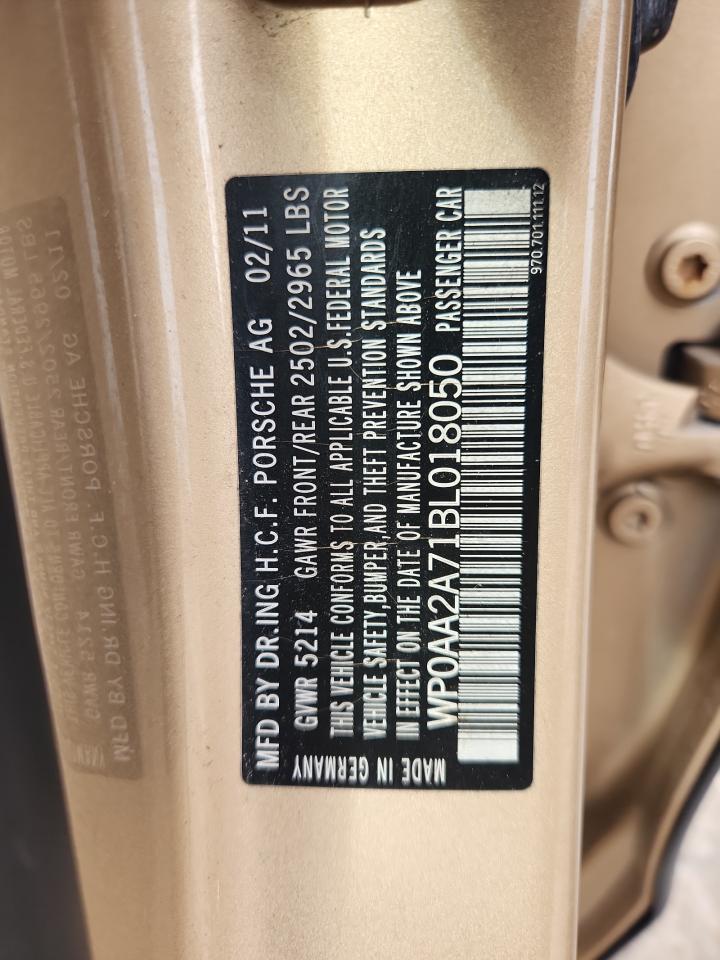 MFD BY DR.ING H.C.F. PORSCHE AG 02/11
GVWR 5214 GAWR FRONT/REAR 2502/2965 LBS
THIS VEHICLE CONFORMS TO ALL APPLICABLE U.S.FEDERAL MOTOR
VEHICLE SAFETY,BUMPER,AND THEFT PREVENTION STANDARDS
IN EFFECT ON THE DATE OF MANUFACTURE SHOWN ABOVE
WP0AA2A71BL018050 PASSENGER CAR
MADE IN GERMANY
970.701.111.12